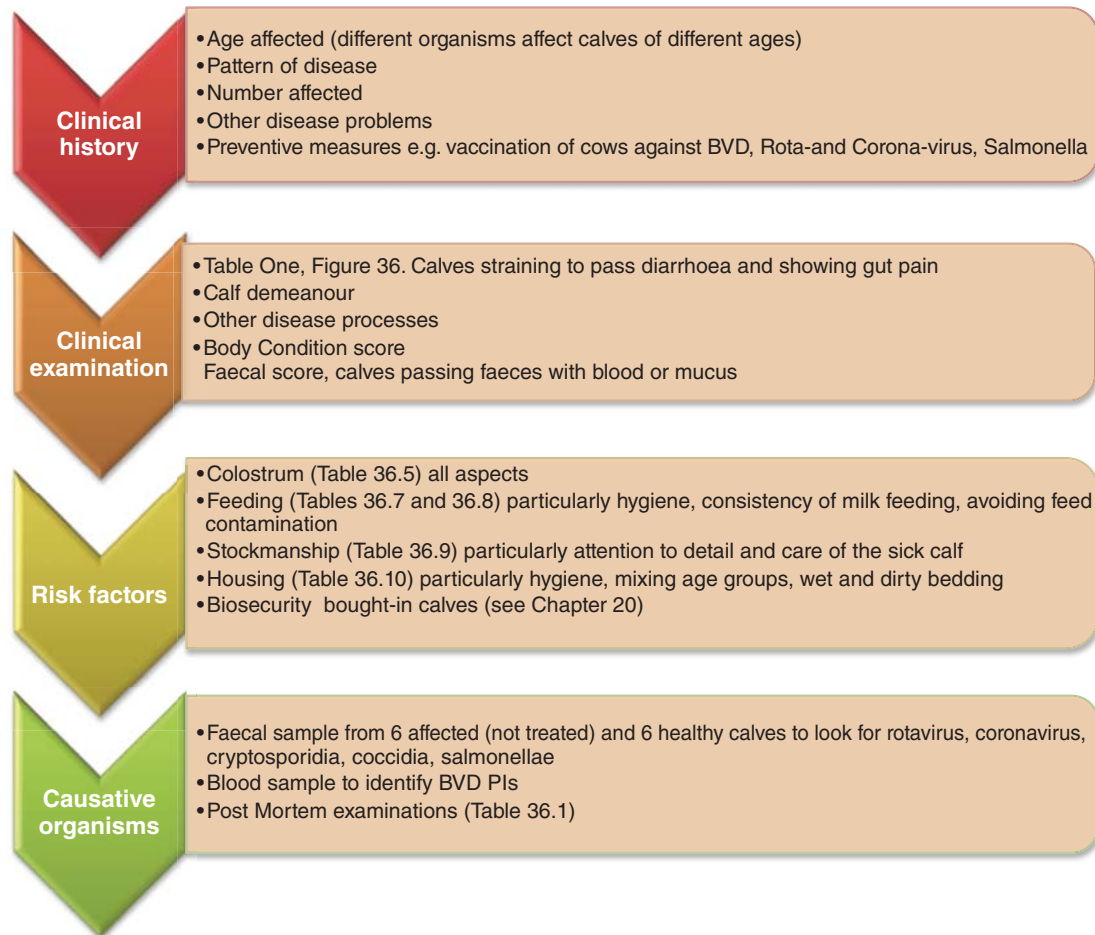 Clinical
history
•Age affected (different organisms affect calves of different ages)
•Pattern of disease
•Number affected
•Other disease problems
•Preventive measures e.g. vaccination of cows against BVD, Rota-and Corona-virus, Salmonella
Clinical
examination
•Table One, Figure 36. Calves straining to pass diarrhoea and showing gut pain
•Calf demeanour
•Other disease processes
•Body Condition score
Faecal score, calves passing faeces with blood or mucus
Risk factors
•Colostrum (Table 36.5) all aspects
•Feeding (Tables 36.7 and 36.8) particularly hygiene, consistency of milk feeding, avoiding feed
contamination
•Stockmanship (Table 36.9) particularly attention to detail and care of the sick calf
•Housing (Table 36.10) particularly hygiene, mixing age groups, wet and dirty bedding
•Biosecurity bought-in calves (see Chapter 20)
Causative
organisms
•Faecal sample from 6 affected (not treated) and 6 healthy calves to look for rotavirus, coronavirus,
cryptosporidia, coccidia, salmonellae
•Blood sample to identify BVD PIs
•Post Mortem examinations (Table 36.1)